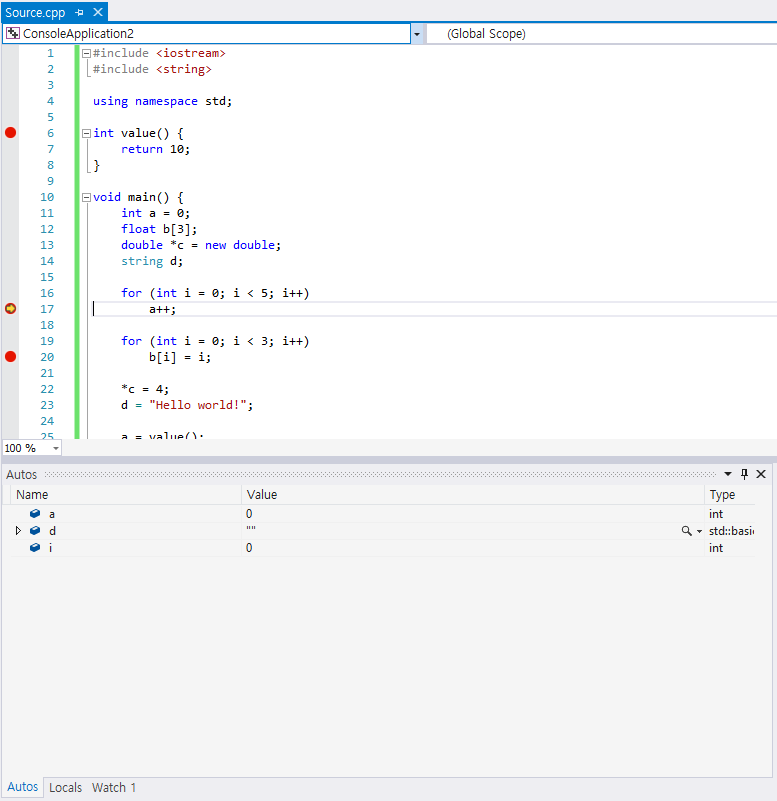 Source.cpp
ConsoleApplication2 (Global Scope)
1 #include <iostream>
2 #include <string>
3
4 using namespace std;
5
6 int value() {
7 return 10;
8 }
9
10 void main() {
11 int a = 0;
12 float b[3];
13 double *c = new double;
14 string d;
15
16 for (int i = 0; i < 5; i++)
17 a++;
18
19 for (int i = 0; i < 3; i++)
20 b[i] = i;
21
22 *c = 4;
23 d = "Hello world!";
24
25 a = value();
100 %
Autos
Name Value Type
a 0 int
d "" std::basi
i 0 int
Autos Locals Watch 1